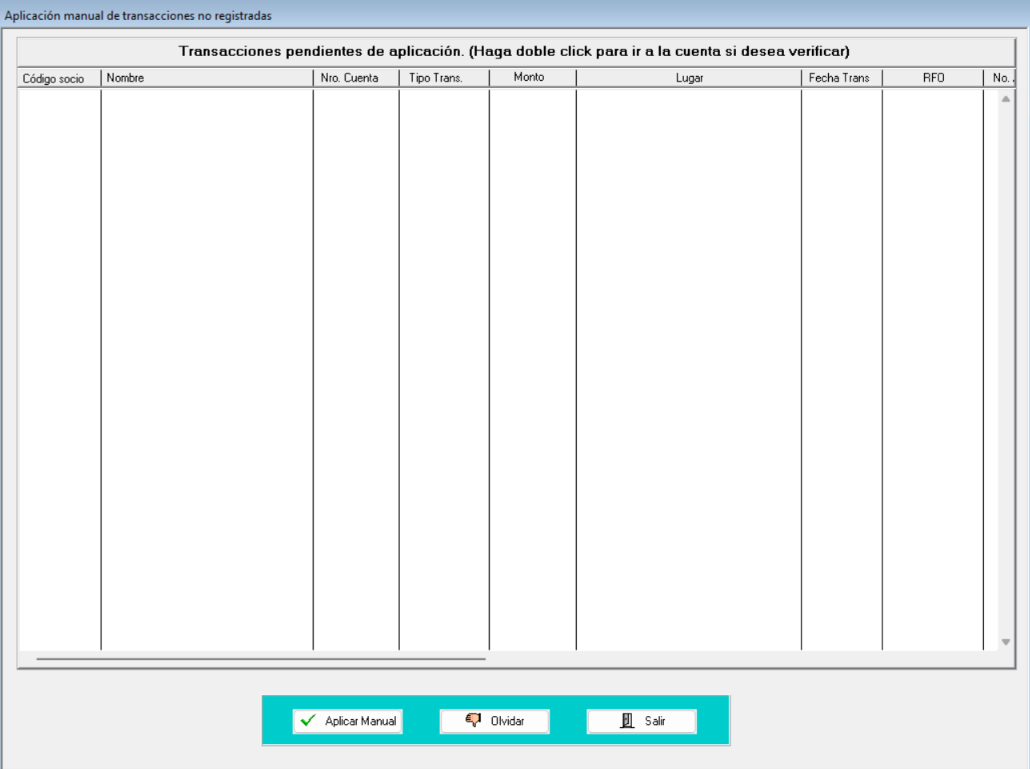 Aplicación manual de transacciones no registradas
Transacciones pendientes de aplicación. (Haga doble click para ir a la cuenta si desea verificar)
Código socio Nombre Nro. Cuenta Tipo Trans. Monto Lugar Fecha Trans RFO No.
Aplicar Manual Olvidar Salir